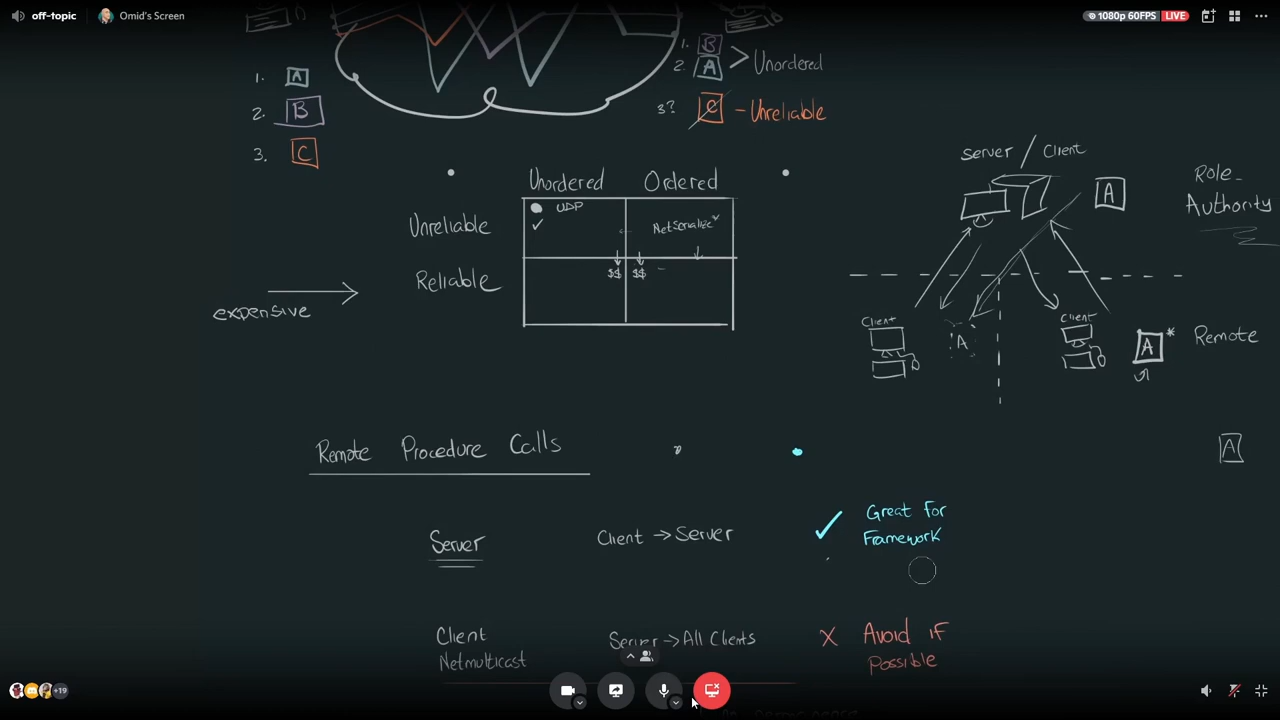 off-topic
Omid's Screen
1080p 60FPS LIVE
1. A
2. B
3. C
1. B
2. A
> Unordered
3? C - Unreliable
Unordered Ordered
Unreliable
UDP
NetSerialize
Reliable
$$ $$
expensive
Server / Client
A
Role_
Authority
Client
A
Client
A *
Remote
A
Remote Procedure Calls
Server
Client → Server
✓ Great for
Framework
Client
Netmulticast
Server → All Clients
X Avoid if
Possible
+19